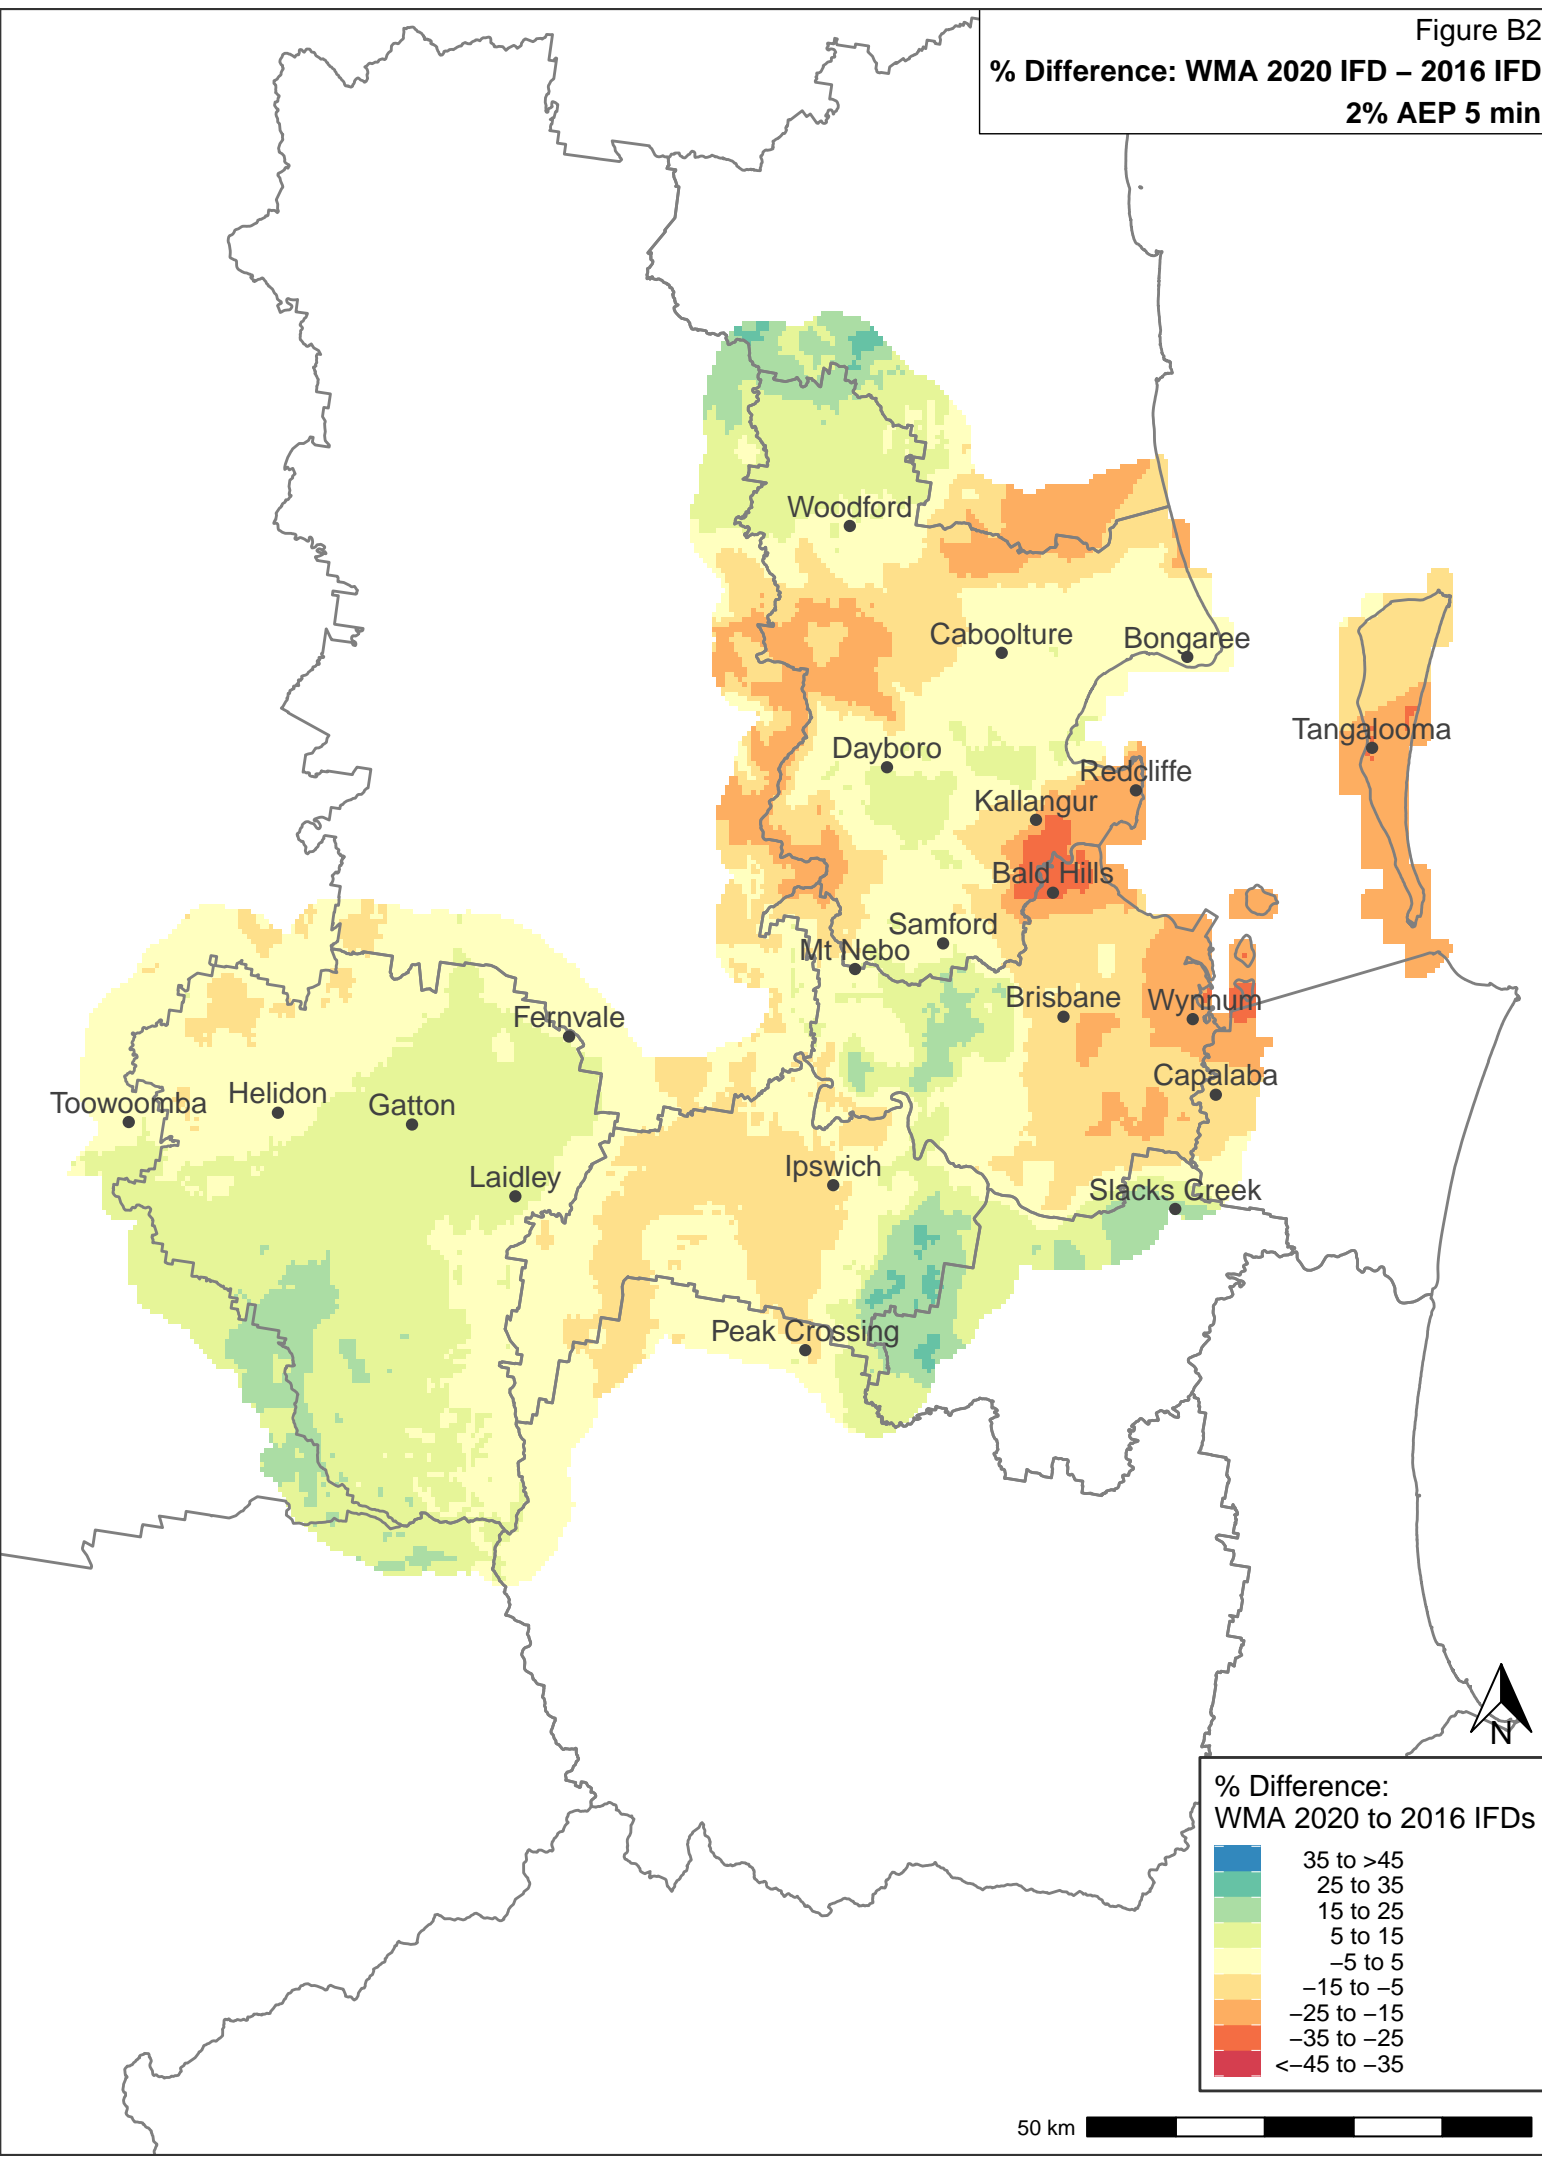 Figure B2
% Difference: WMA 2020 IFD – 2016 IFD
2% AEP 5 min
Woodford
Caboolture
Bongaree
Tangalooma
Dayboro
Redcliffe
Kallangur
Bald Hills
Samford
Mt Nebo
Brisbane
Wynnum
Fernvale
Capalaba
Toowoomba
Helidon
Gatton
Ipswich
Laidley
Slacks Creek
Peak Crossing
N
% Difference:
WMA 2020 to 2016 IFDs
35 to >45
25 to 35
15 to 25
5 to 15
−5 to 5
−15 to −5
−25 to −15
−35 to −25
<−45 to −35
50 km